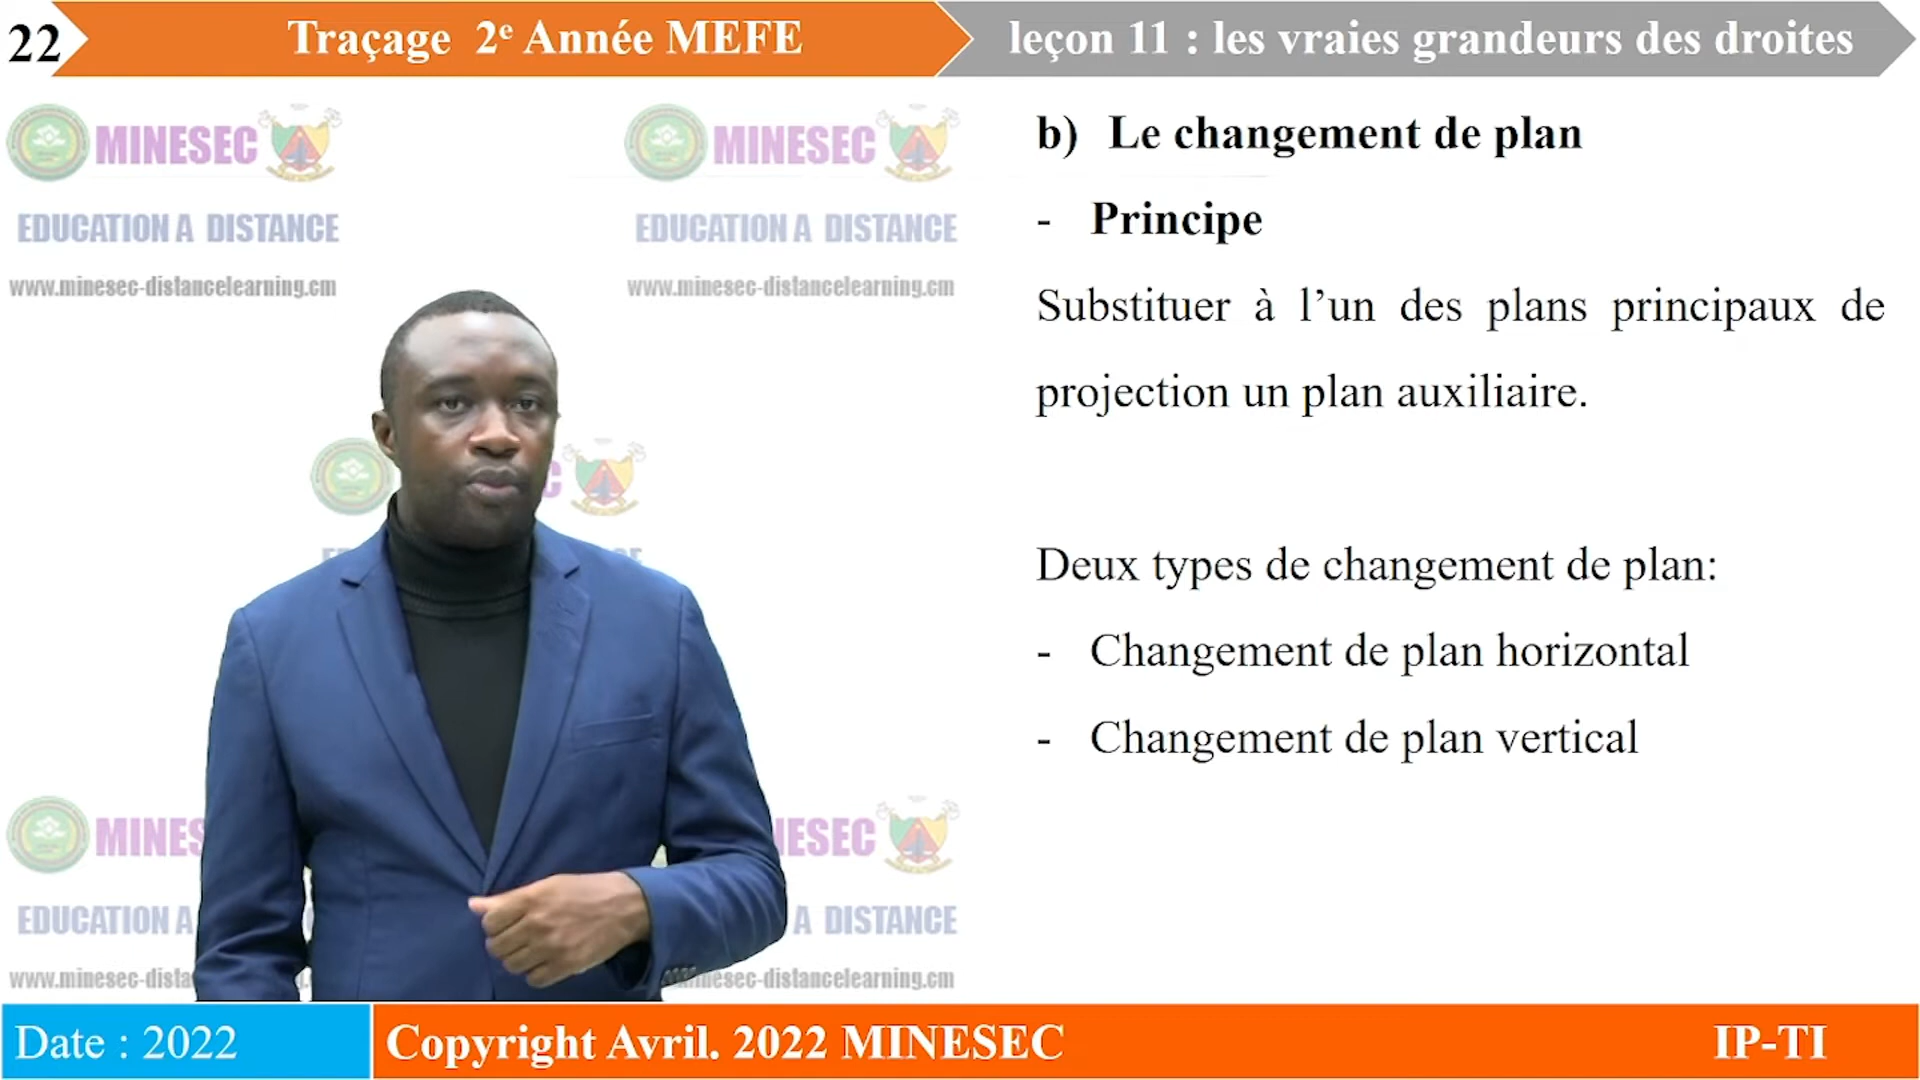 22
Traçage 2e Année MEFE
leçon 11 : les vraies grandeurs des droites
MINESEC
EDUCATION A DISTANCE
www.minesec-distancelearning.cm
MINESEC
EDUCATION A DISTANCE
www.minesec-distancelearning.cm
b) Le changement de plan
- Principe
Substituer à l’un des plans principaux de
projection un plan auxiliaire.
Deux types de changement de plan:
- Changement de plan horizontal
- Changement de plan vertical
EDUCATION A
A DISTANCE
Date : 2022
Copyright Avril. 2022 MINESEC
IP-TI